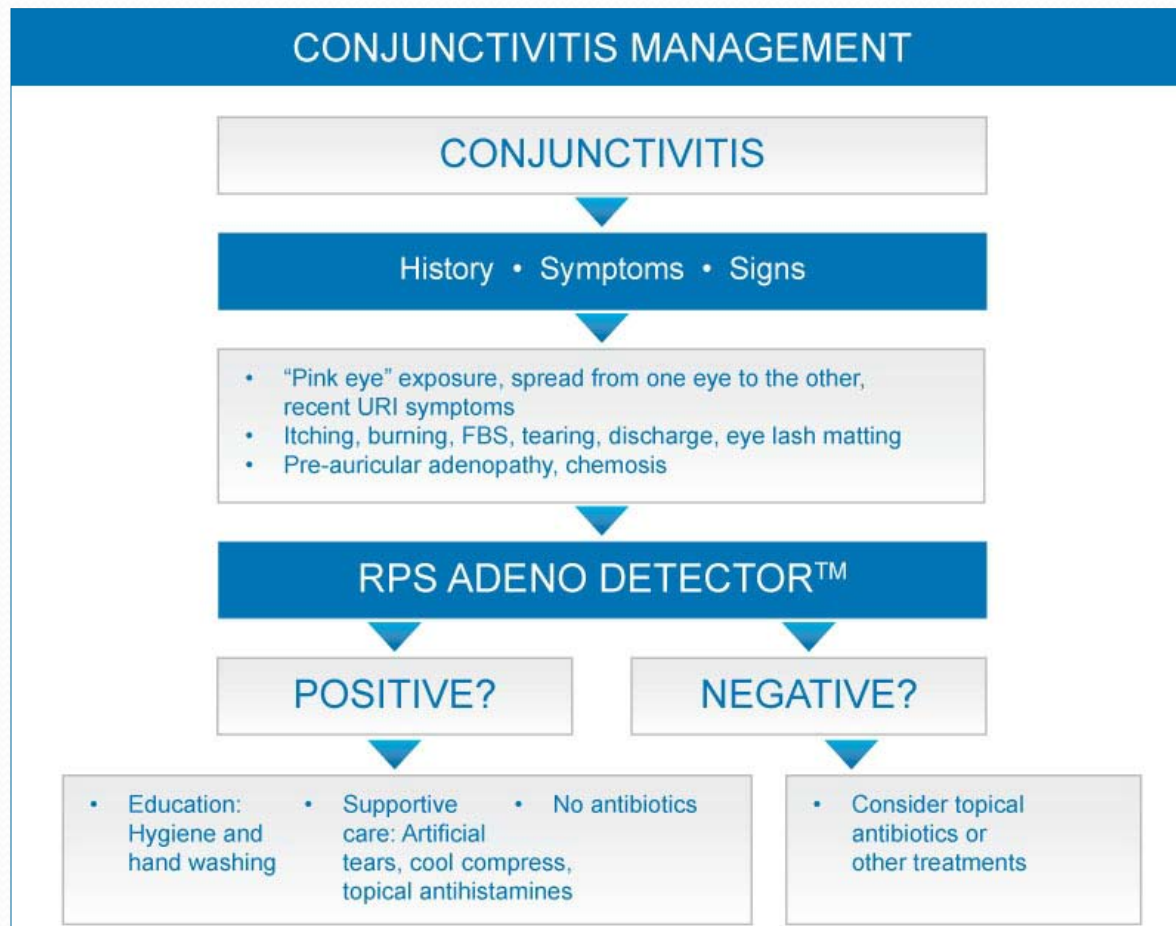 CONJUNCTIVITIS MANAGEMENT
CONJUNCTIVITIS
History • Symptoms • Signs
• “Pink eye” exposure, spread from one eye to the other,
recent URI symptoms
• Itching, burning, FBS, tearing, discharge, eye lash matting
• Pre-auricular adenopathy, chemosis
RPS ADENO DETECTOR™
POSITIVE?
NEGATIVE?
• Education:
Hygiene and
hand washing
• Supportive
care: Artificial
tears, cool compress,
topical antihistamines
• No antibiotics
• Consider topical
antibiotics or
other treatments